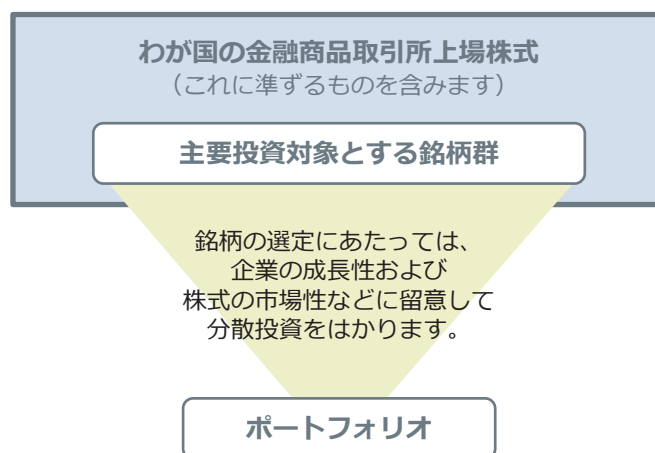 わが国の金融商品取引所上場株式
（これに準ずるものを含みます）
主要投資対象とする銘柄群
銘柄の選定にあたっては、
企業の成長性および
株式の市場性などに留意して
分散投資をはかります。
ポートフォリオ